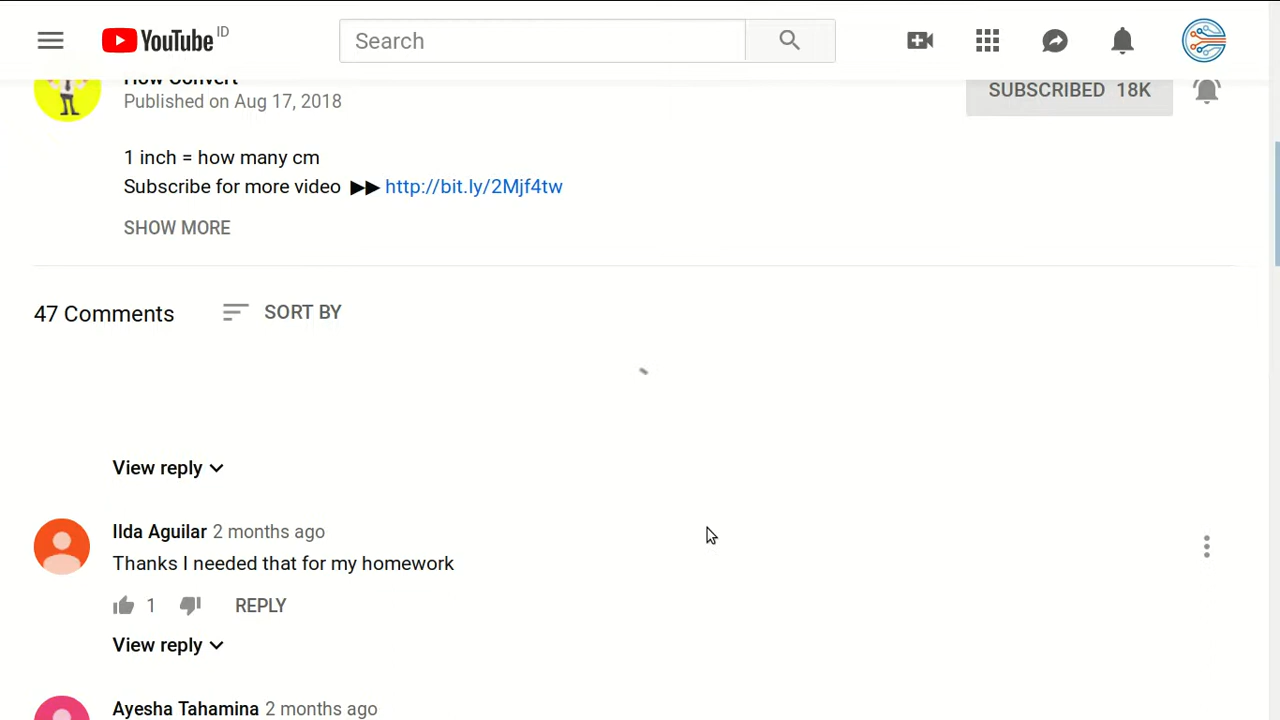 YouTube ID
Search
How Convert
Published on Aug 17, 2018
SUBSCRIBED 18K
1 inch = how many cm
Subscribe for more video ▶▶ http://bit.ly/2Mjf4tw
SHOW MORE
47 Comments
SORT BY
View reply
Ilda Aguilar 2 months ago
Thanks I needed that for my homework
1
REPLY
View reply
Ayesha Tahamina 2 months ago